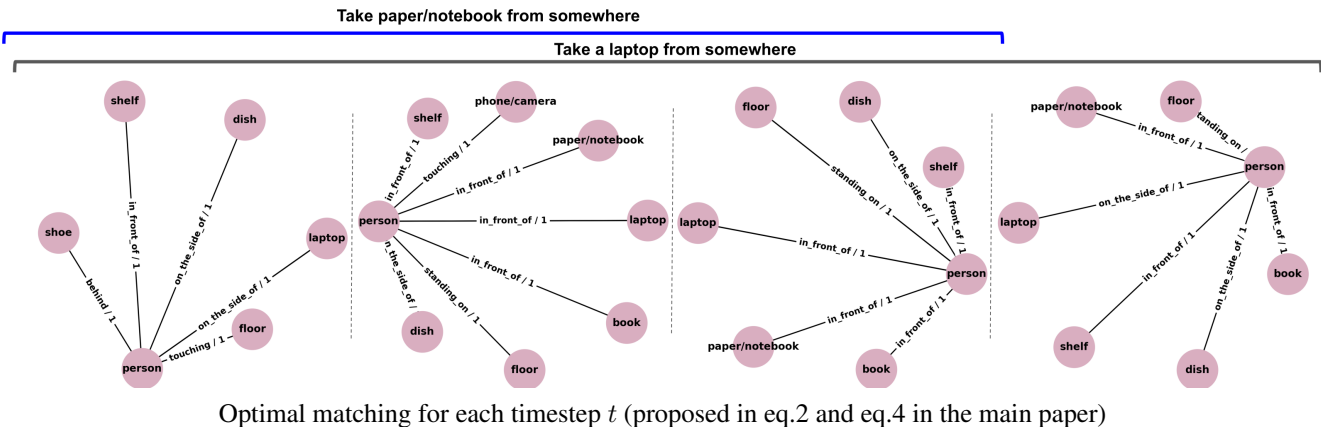 Take paper/notebook from somewhere
Take a laptop from somewhere
shelf
dish
shoe
laptop
floor
person
in_front_of / 1
on_the_side_of / 1
behind / 1
on_the_side_of / 1
touching / 1
shelf
phone/camera
paper/notebook
person
laptop
book
dish
floor
in_front_of / 1
touching / 1
in_front_of / 1
in_front_of / 1
in_front_of / 1
standing_on / 1
n_the_side_of /
floor
dish
shelf
laptop
person
paper/notebook
book
standing_on / 1
on_the_side_of / 1
in_front_of / 1
in_front_of / 1
in_front_of / 1
in_front_of / 1
paper/notebook
floor
person
laptop
book
shelf
dish
tanding_on /
in_front_of / 1
on_the_side_of / 1
in_front_of / 1
in_front_of / 1
on_the_side_of / 1
Optimal matching for each timestep t (proposed in eq.2 and eq.4 in the main paper)